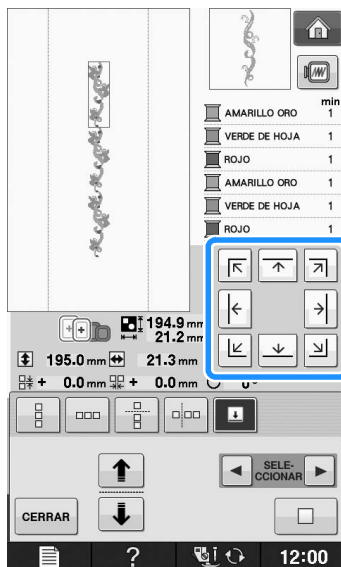 min
AMARILLO ORO 1
VERDE DE HOJA 1
ROJO 1
AMARILLO ORO 1
VERDE DE HOJA 1
ROJO 1
194.9 mm
21.2 mm
195.0 mm 21.3 mm
+ 0.0 mm + 0.0 mm 0°
SELE-
CCIONAR
CERRAR
? 12:00